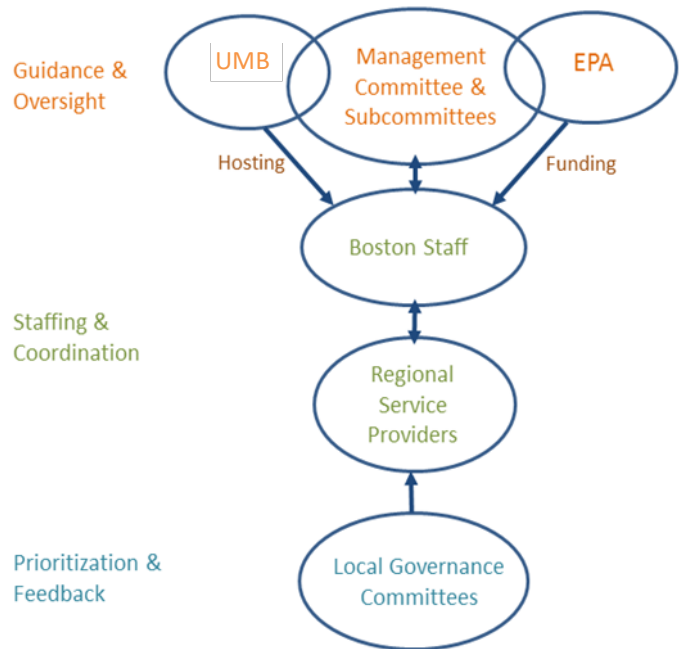 Guidance &
Oversight
UMB
Management
Committee &
Subcommittees
EPA
Hosting
Funding
Boston Staff
Staffing &
Coordination
Regional
Service
Providers
Prioritization &
Feedback
Local Governance
Committees